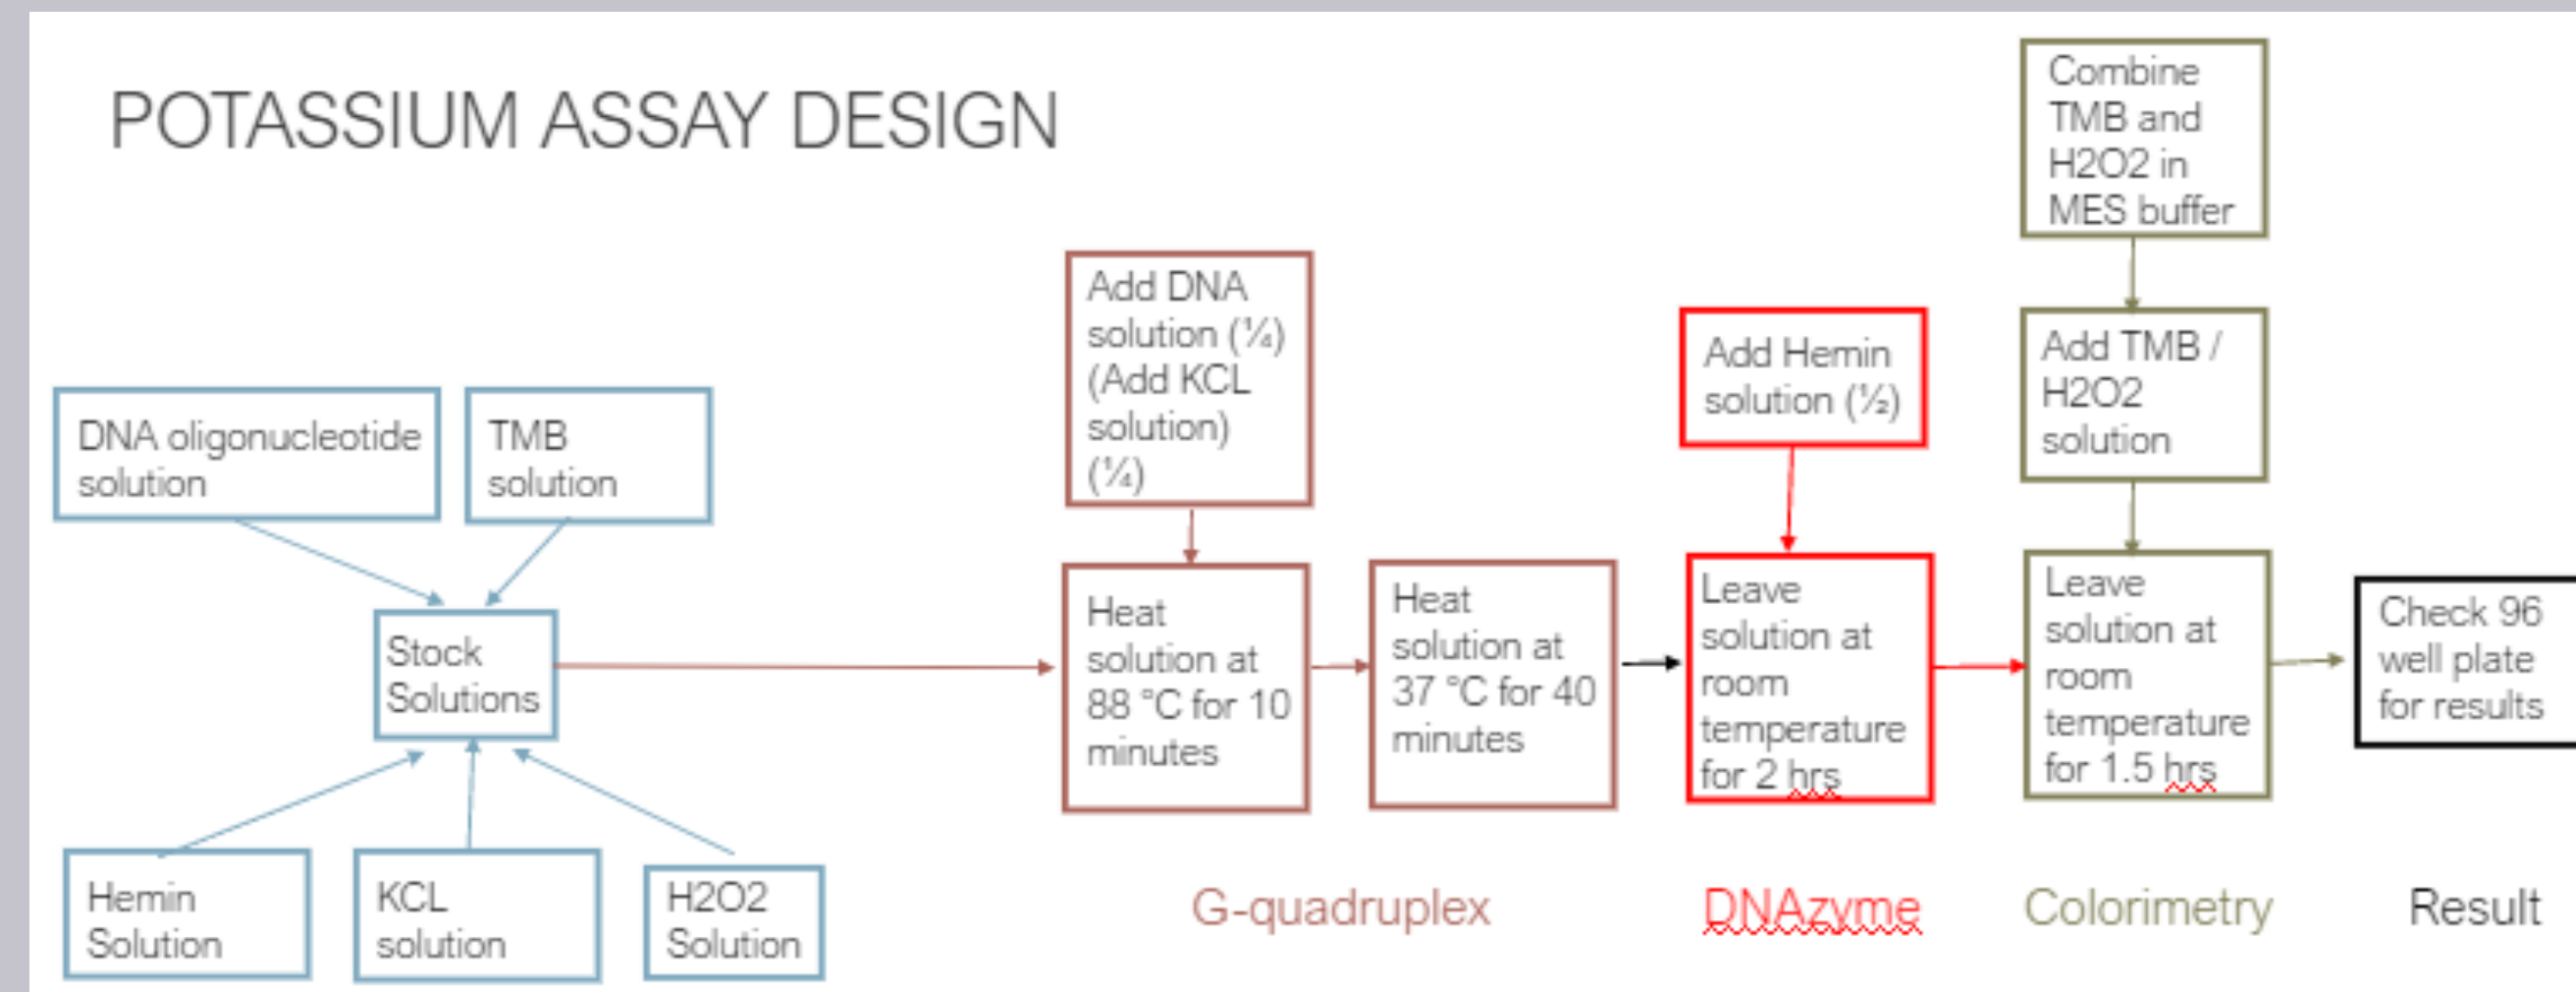 POTASSIUM ASSAY DESIGN
DNA oligonucleotide
solution
TMB
solution
Stock
Solutions
Hemin
Solution
KCL
solution
H2O2
Solution
Add DNA
solution (¼)
(Add KCL
solution)
(¼)
Heat
solution at
88 °C for 10
minutes
Heat
solution at
37 °C for 40
minutes
Add Hemin
solution (½)
Leave
solution at
room
temperature
for 2 hrs
Combine
TMB and
H2O2 in
MES buffer
Add TMB /
H2O2
solution
Leave
solution at
room
temperature
for 1.5 hrs
Check 96
well plate
for results
G-quadruplex
DNAzyme
Colorimetry
Result